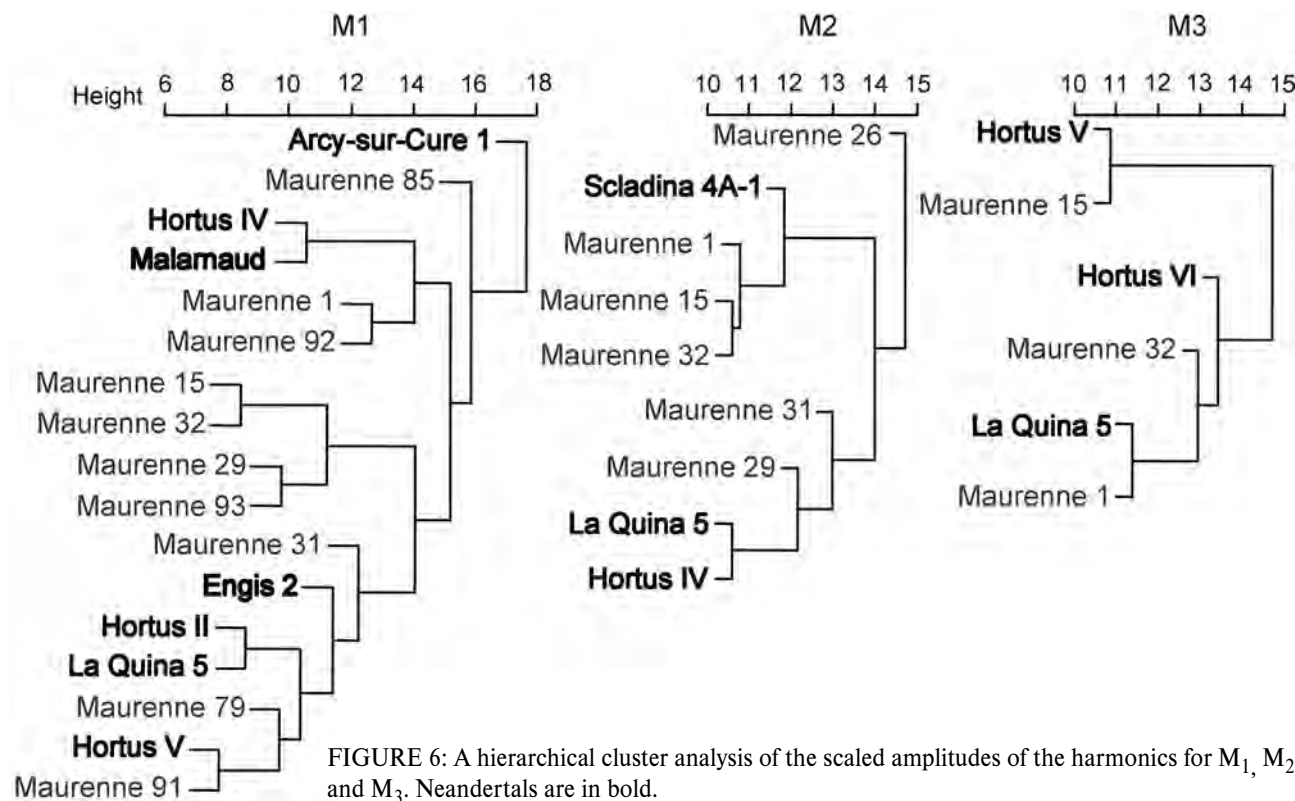 M1
Height 6 8 10 12 14 16 18
Arcy-sur-Cure 1
Maurenne 85
Hortus IV
Malarnaud
Maurenne 1
Maurenne 92
Maurenne 15
Maurenne 32
Maurenne 29
Maurenne 93
Maurenne 31
Engis 2
Hortus II
La Quina 5
Maurenne 79
Hortus V
Maurenne 91
M2
10 11 12 13 14 15
Maurenne 26
Scladina 4A-1
Maurenne 1
Maurenne 15
Maurenne 32
Maurenne 31
Maurenne 29
La Quina 5
Hortus IV
M3
10 11 12 13 14 15
Hortus V
Maurenne 15
Hortus VI
Maurenne 32
La Quina 5
Maurenne 1
FIGURE 6: A hierarchical cluster analysis of the scaled amplitudes of the harmonics for M1, M2
and M3. Neandertals are in bold.